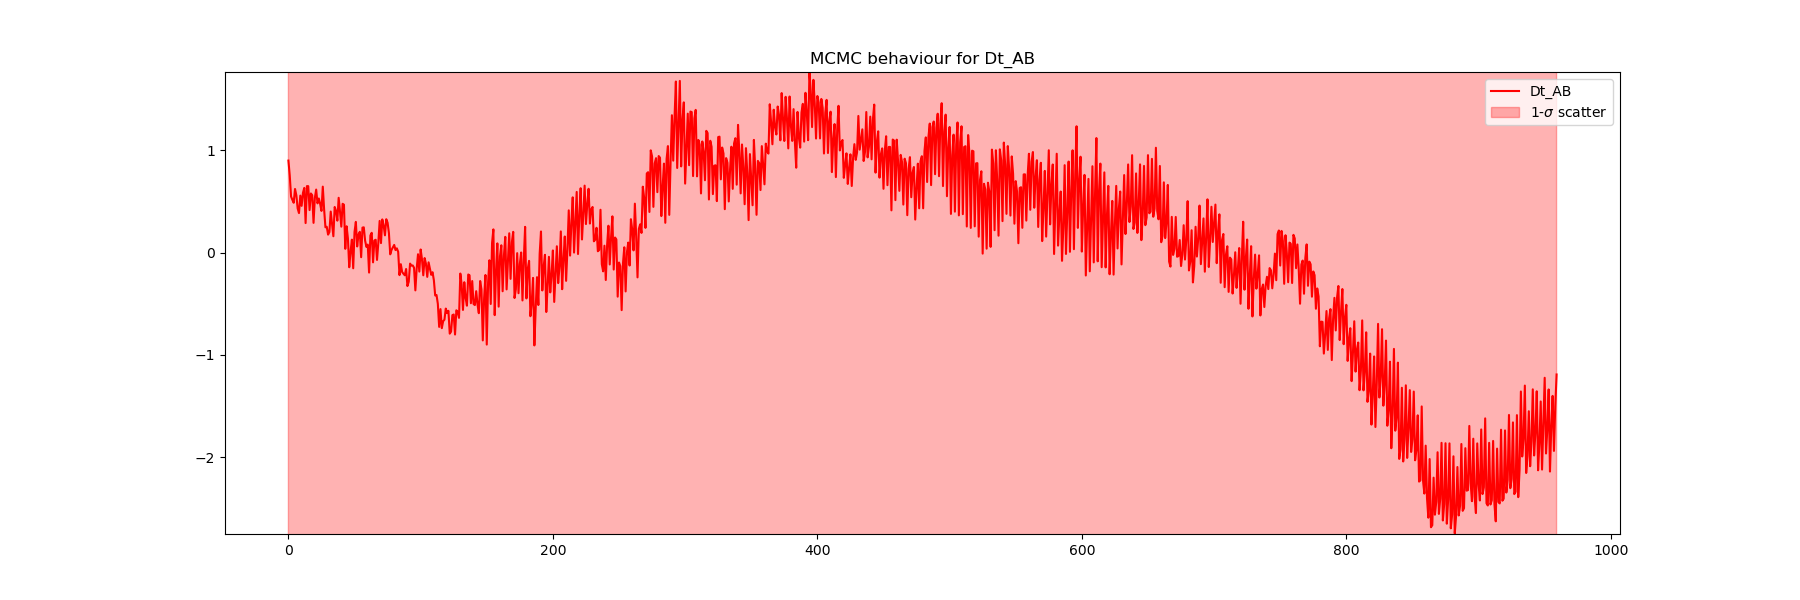 MCMC behaviour for Dt_AB
Dt_AB
1-σ scatter
1
0
−1
−2
0 200 400 600 800 1000